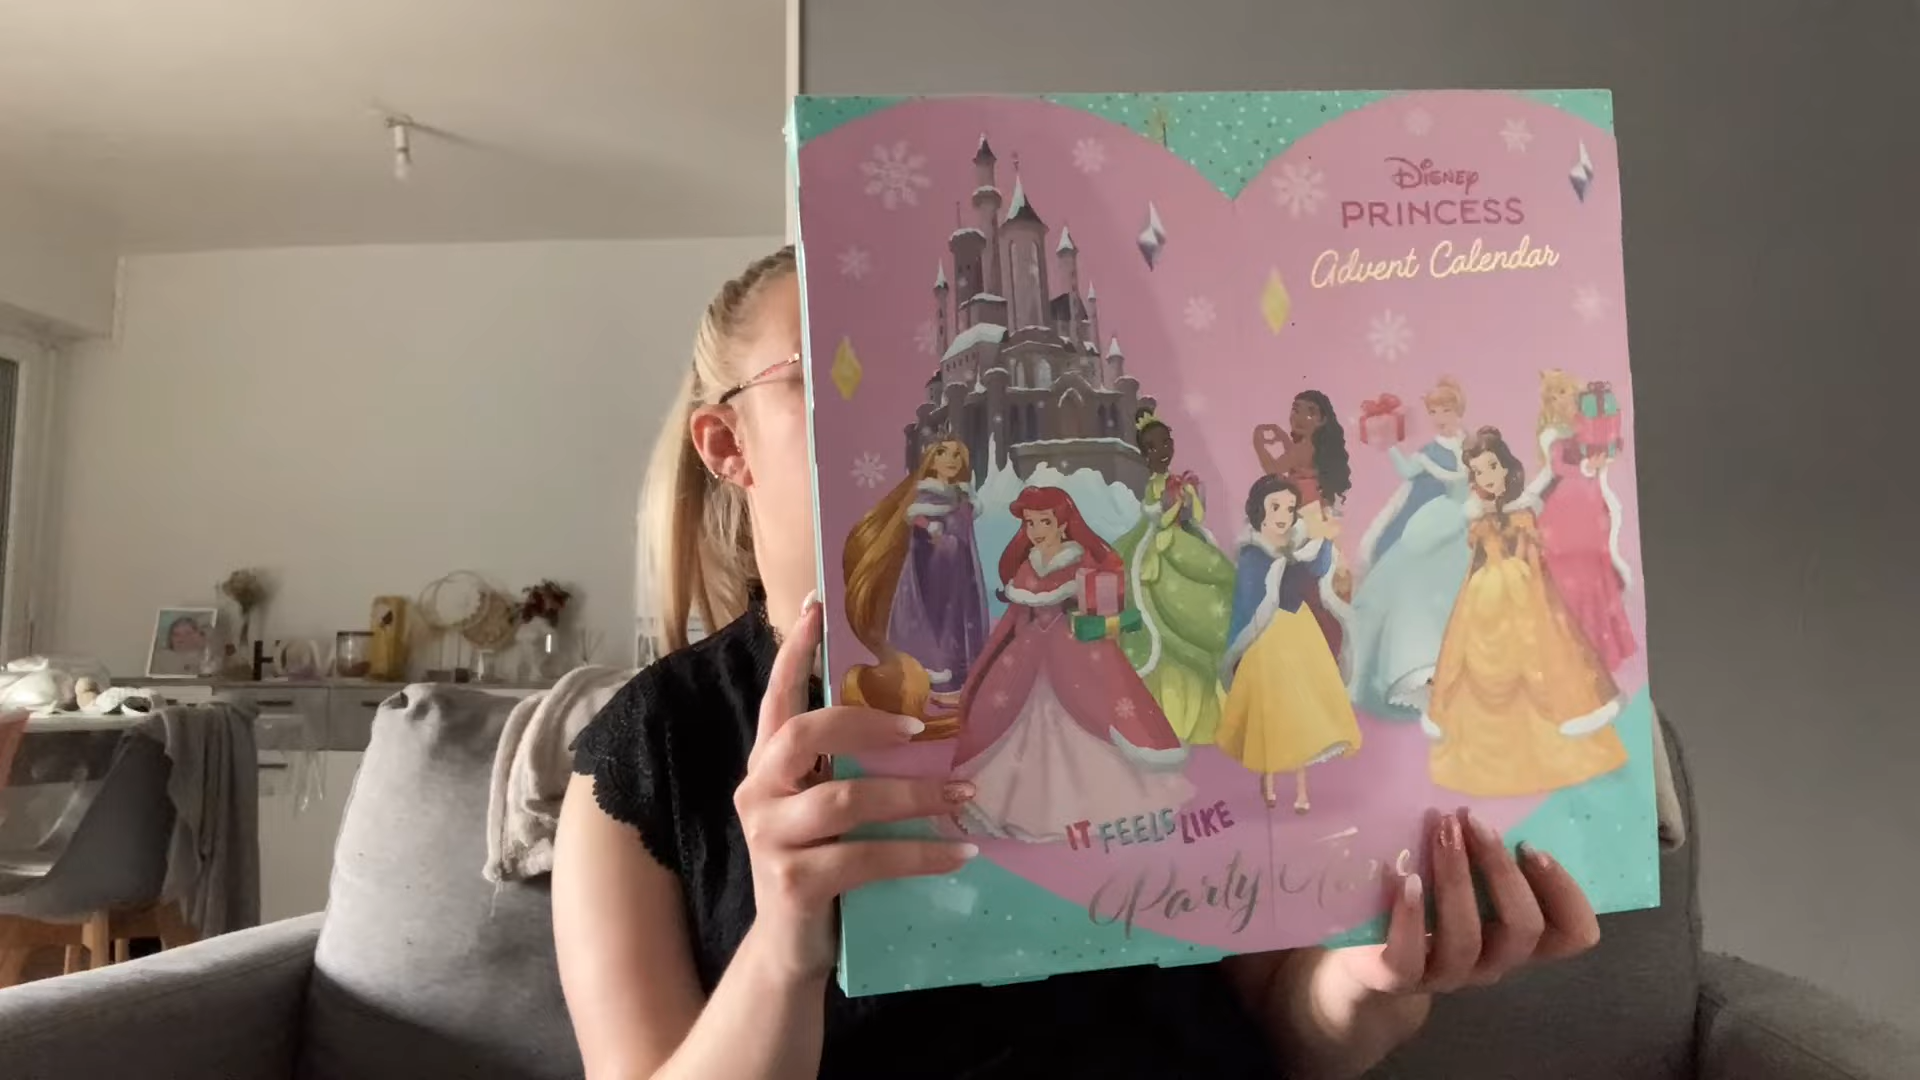 Disney
PRINCESS
Advent Calendar
IT FEELS LIKE
Party